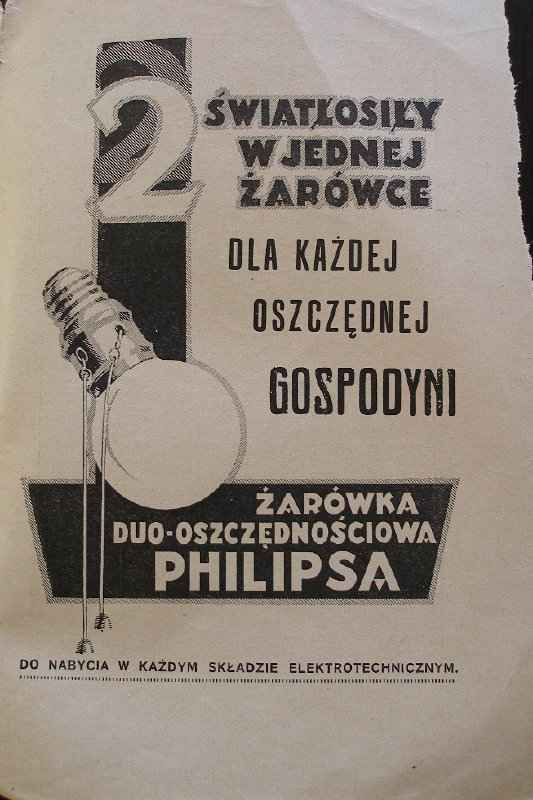 2 ŚWIATŁOSIŁY
W JEDNEJ
ŻARÓWCE
DLA KAŻDEJ
OSZCZĘDNEJ
GOSPODYNI
ŻARÓWKA
DUO-OSZCZĘDNOŚCIOWA
PHILIPSA
DO NABYCIA W KAŻDYM SKŁADZIE ELEKTROTECHNICZNYM.